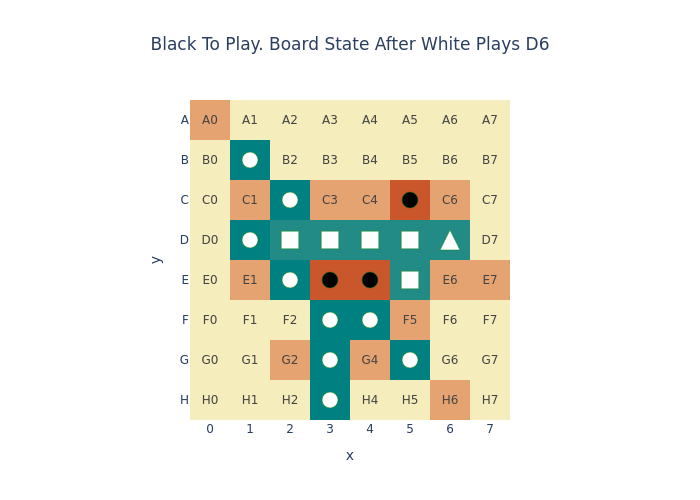 Black To Play. Board State After White Plays D6
A A0 A1 A2 A3 A4 A5 A6 A7
B B0 B2 B3 B4 B5 B6 B7
C C0 C1 C3 C4 C6 C7
D D0 D7
y
E E0 E1 E6 E7
F F0 F1 F2 F5 F6 F7
G G0 G1 G2 G4 G6 G7
H H0 H1 H2 H4 H5 H6 H7
0 1 2 3 4 5 6 7
x